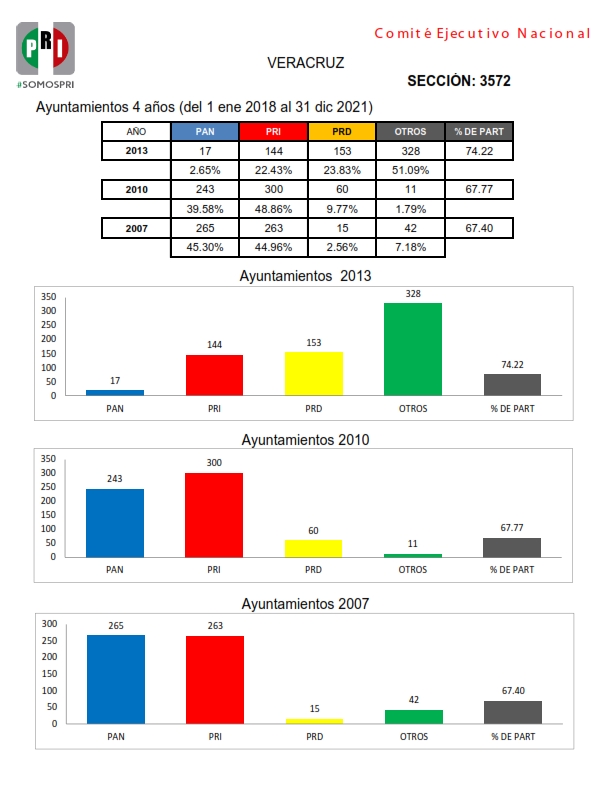 Comité Ejecutivo Nacional
PRI
#SOMOSPRI
VERACRUZ
SECCIÓN: 3572
Ayuntamientos 4 años (del 1 ene 2018 al 31 dic 2021)
AÑO PAN PRI PRD OTROS % DE PART
2013 17 144 153 328 74.22
2.65% 22.43% 23.83% 51.09%
2010 243 300 60 11 67.77
39.58% 48.86% 9.77% 1.79%
2007 265 263 15 42 67.40
45.30% 44.96% 2.56% 7.18%
Ayuntamientos 2013
350
300
250
200
150
100
50
0
17 144 153 328 74.22
PAN PRI PRD OTROS % DE PART
Ayuntamientos 2010
350
300
250
200
150
100
50
0
243 300 60 11 67.77
PAN PRI PRD OTROS % DE PART
Ayuntamientos 2007
300
250
200
150
100
50
0
265 263 15 42 67.40
PAN PRI PRD OTROS % DE PART